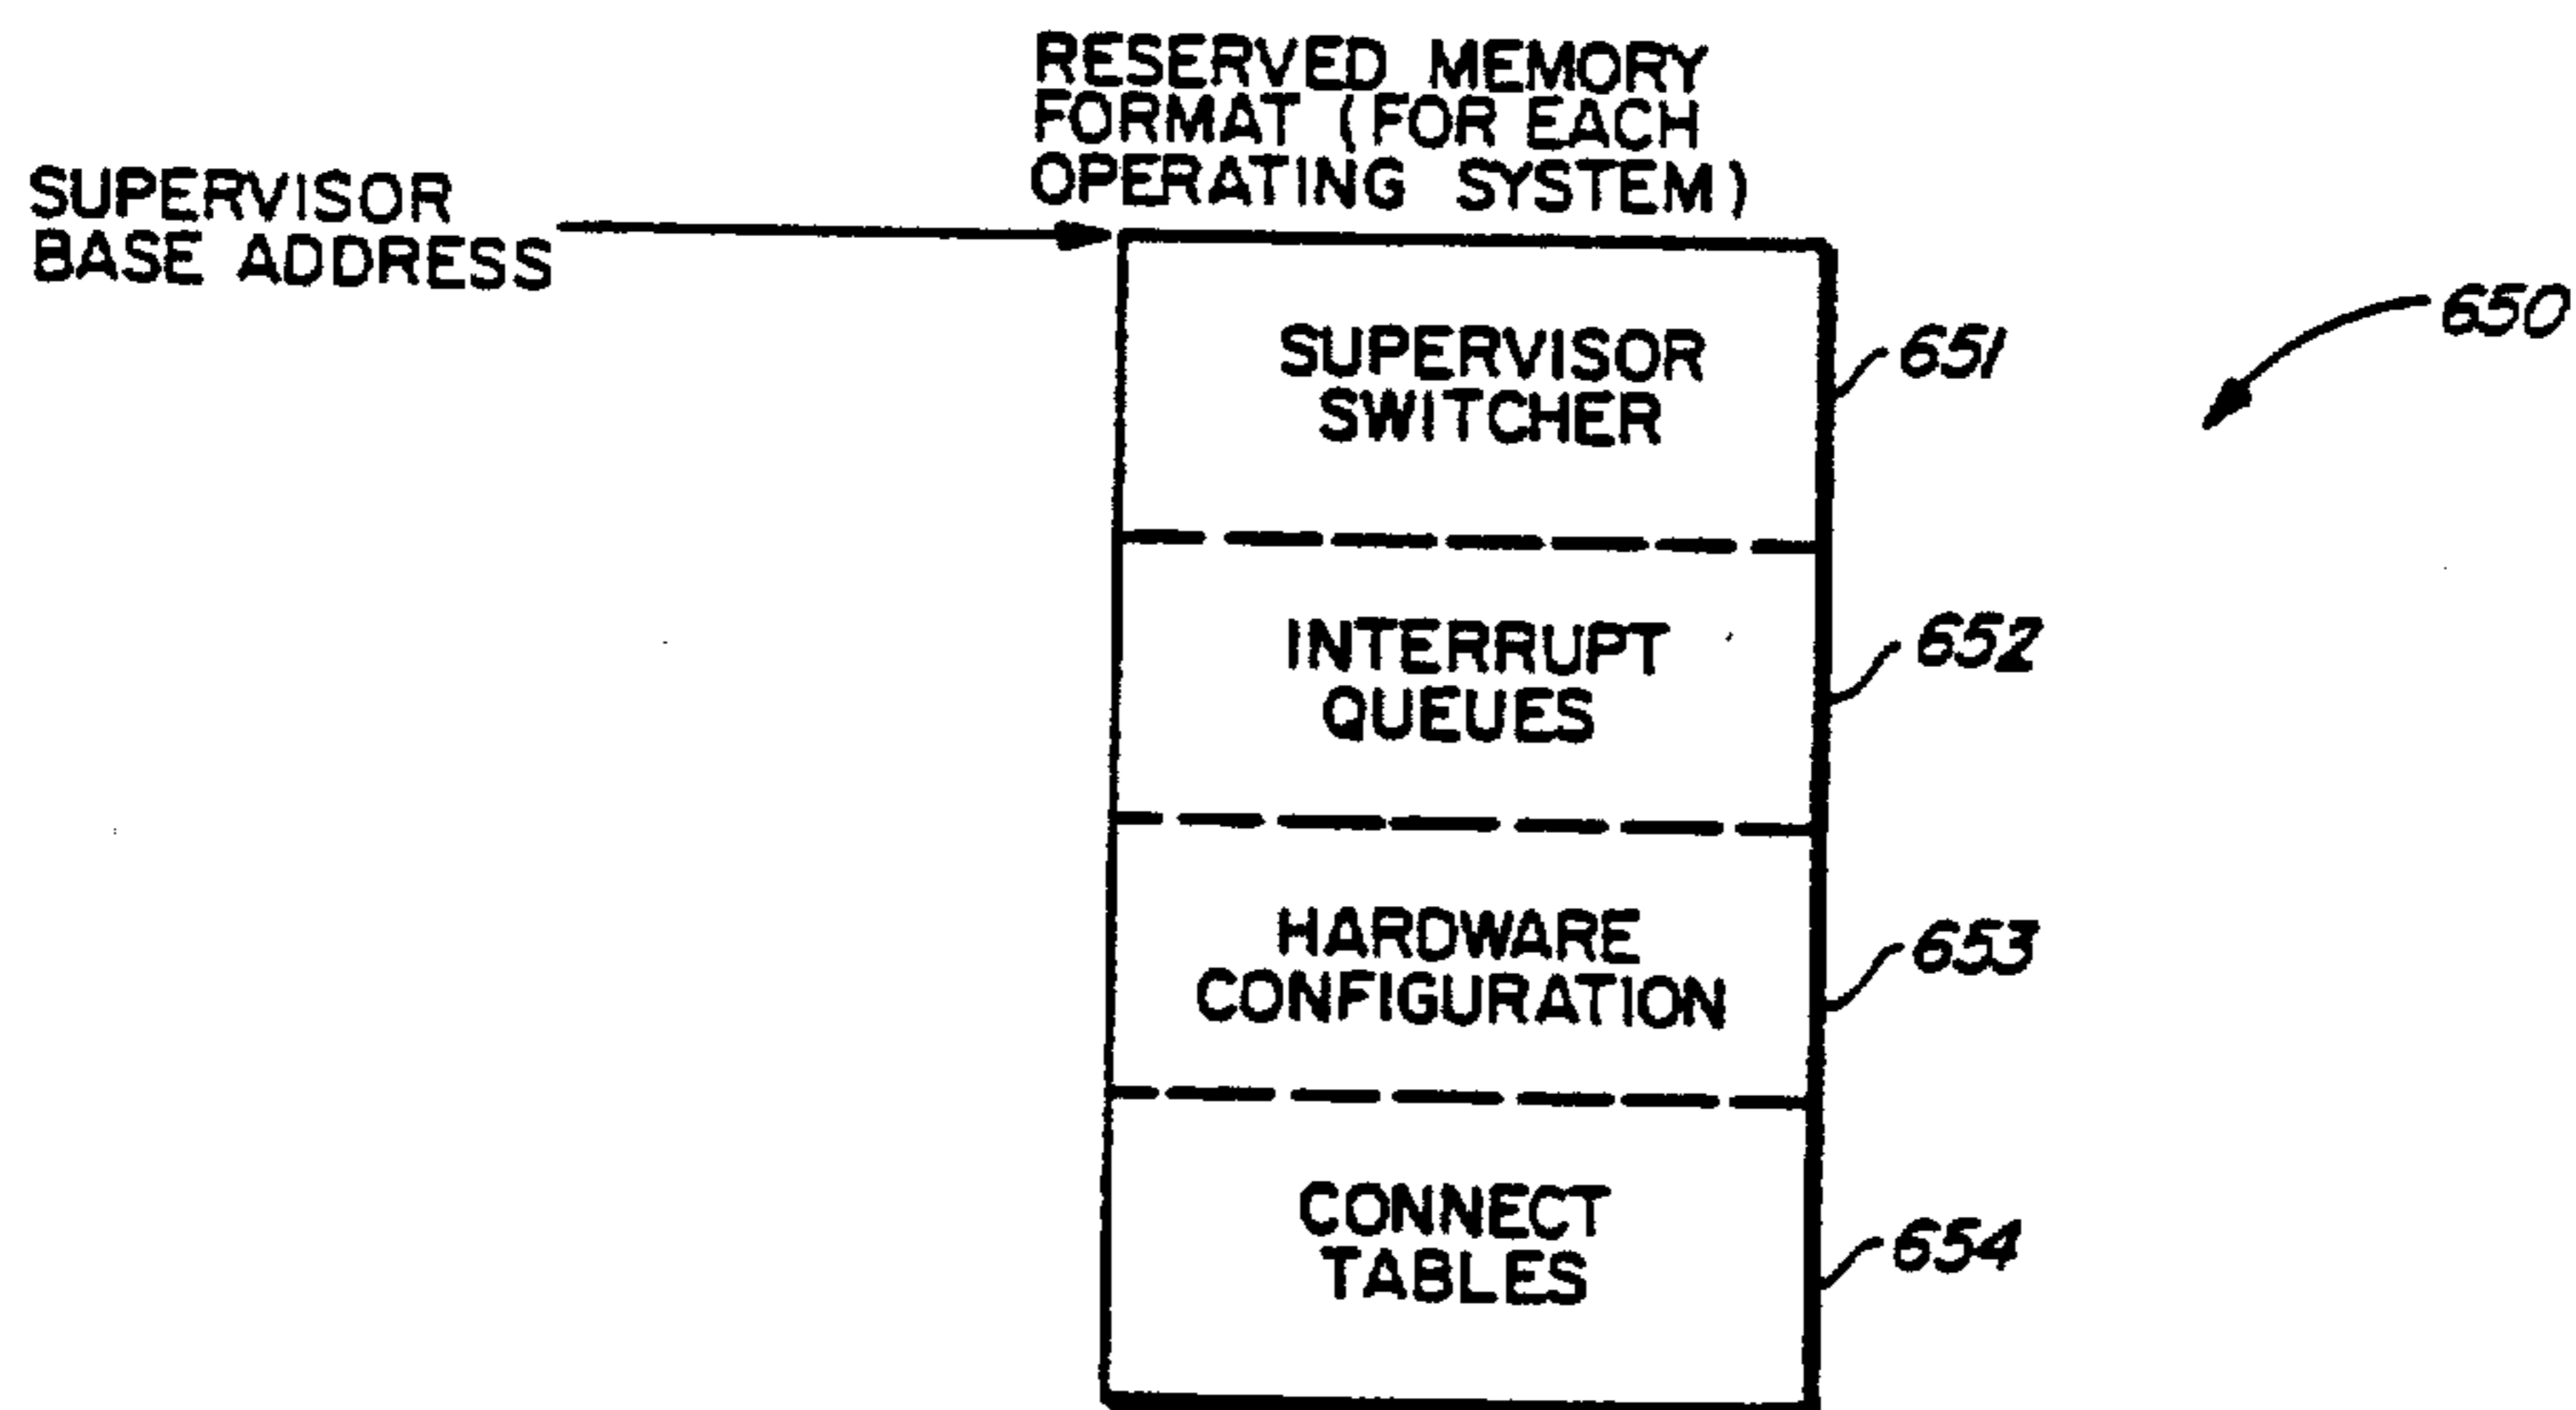 RESERVED MEMORY
FORMAT (FOR EACH
OPERATING SYSTEM)
SUPERVISOR
BASE ADDRESS
650
SUPERVISOR
SWITCHER
651
INTERRUPT
QUEUES
652
HARDWARE
CONFIGURATION
653
CONNECT
TABLES
654